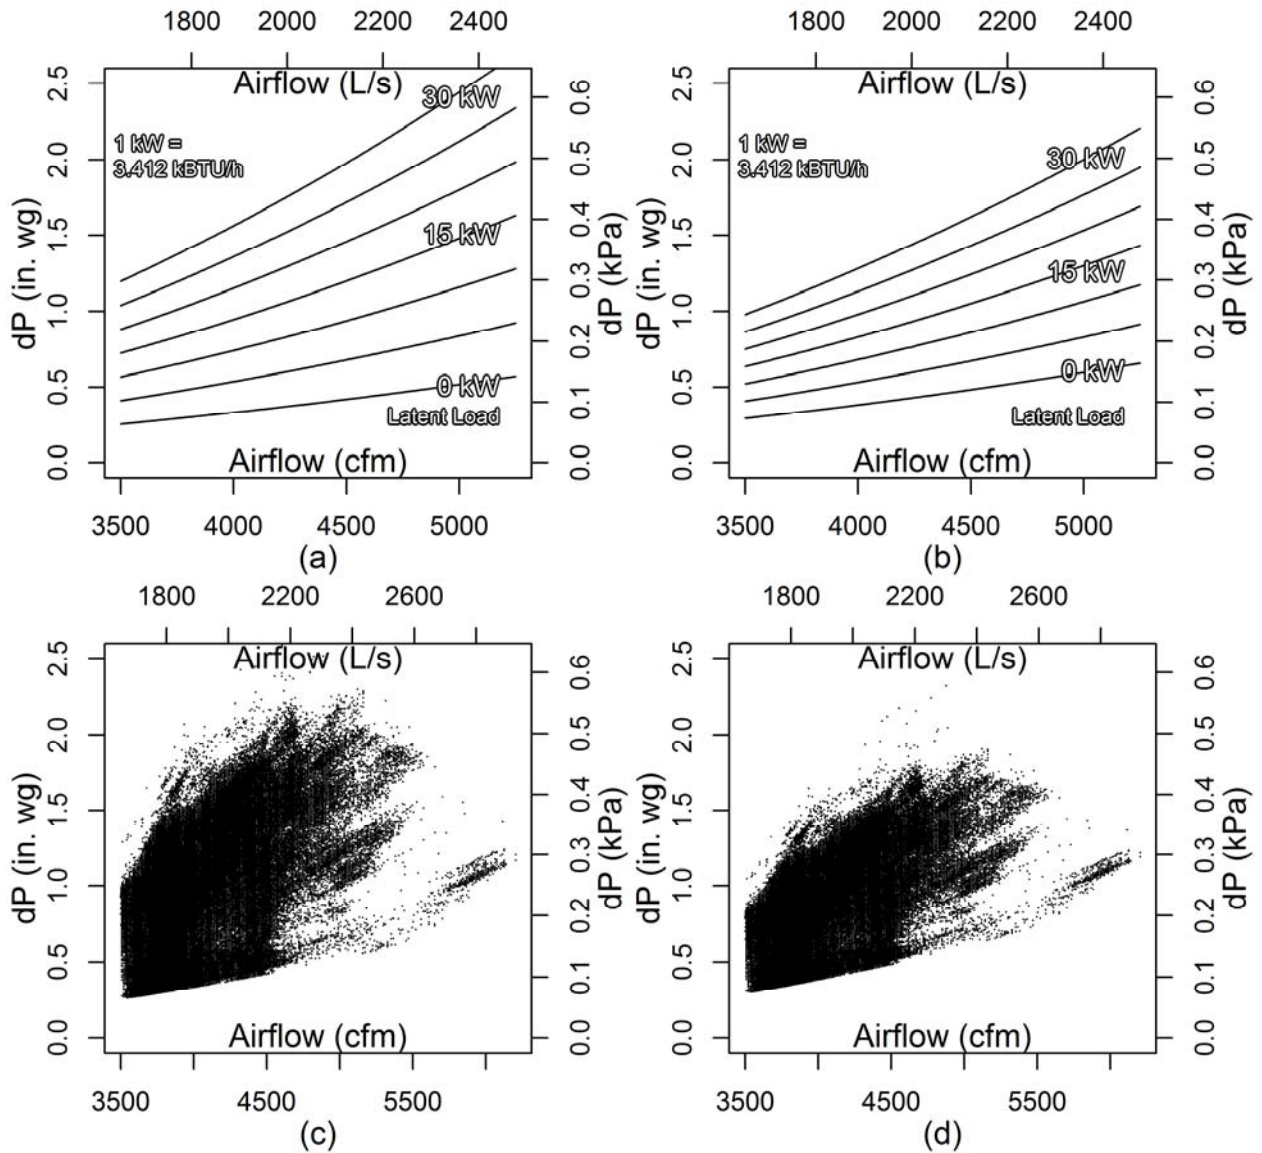 1800 2000 2200 2400
Airflow (L/s)
dP (in. wg)
0.0 0.5 1.0 1.5 2.0 2.5
1 kW =
3.412 kBTU/h
30 kW
15 kW
0 kW
Latent Load
0.0 0.1 0.2 0.3 0.4 0.5 0.6
dP (kPa)
Airflow (cfm)
3500 4000 4500 5000
(a)
1800 2000 2200 2400
Airflow (L/s)
dP (in. wg)
0.0 0.5 1.0 1.5 2.0 2.5
1 kW =
3.412 kBTU/h
30 kW
15 kW
0 kW
Latent Load
0.0 0.1 0.2 0.3 0.4 0.5 0.6
dP (kPa)
Airflow (cfm)
3500 4000 4500 5000
(b)
1800 2200 2600
Airflow (L/s)
dP (in. wg)
0.0 0.5 1.0 1.5 2.0 2.5
0.0 0.1 0.2 0.3 0.4 0.5 0.6
dP (kPa)
Airflow (cfm)
3500 4500 5500
(c)
1800 2200 2600
Airflow (L/s)
dP (in. wg)
0.0 0.5 1.0 1.5 2.0 2.5
0.0 0.1 0.2 0.3 0.4 0.5 0.6
dP (kPa)
Airflow (cfm)
3500 4500 5500
(d)